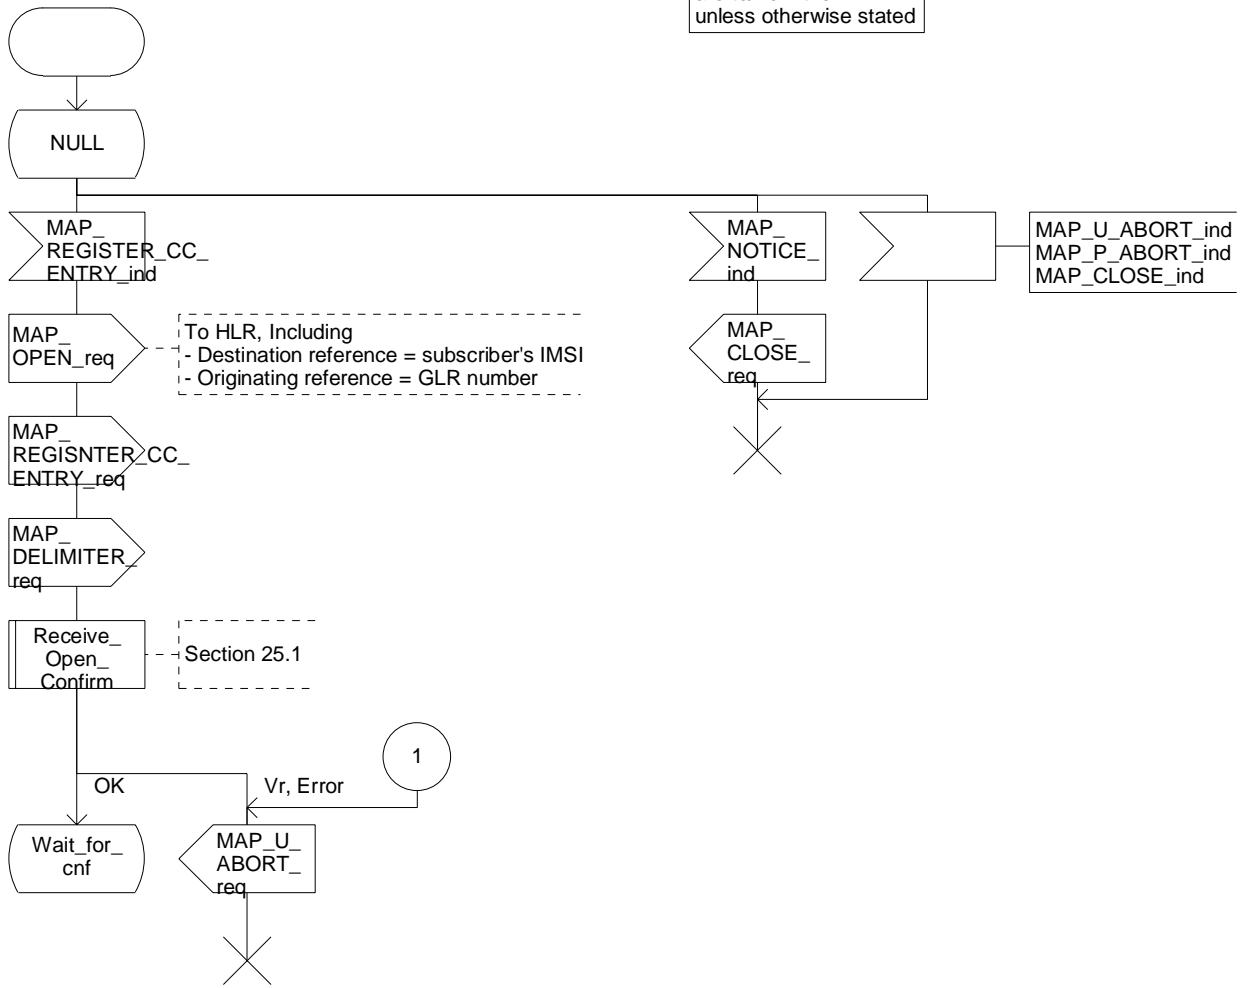 unless otherwise stated
NULL
MAP_
REGISTER_CC_
ENTRY_ind
MAP_
NOTICE_
ind
MAP_U_ABORT_ind
MAP_P_ABORT_ind
MAP_CLOSE_ind
MAP_
OPEN_req
To HLR, Including
- Destination reference = subscriber's IMSI
- Originating reference = GLR number
MAP_
CLOSE_
req
MAP_
REGISNTER_CC_
ENTRY_req
MAP_
DELIMITER_
req
Receive_
Open_
Confirm
Section 25.1
1
OK
Vr, Error
Wait_for_
cnf
MAP_U_
ABORT_
req